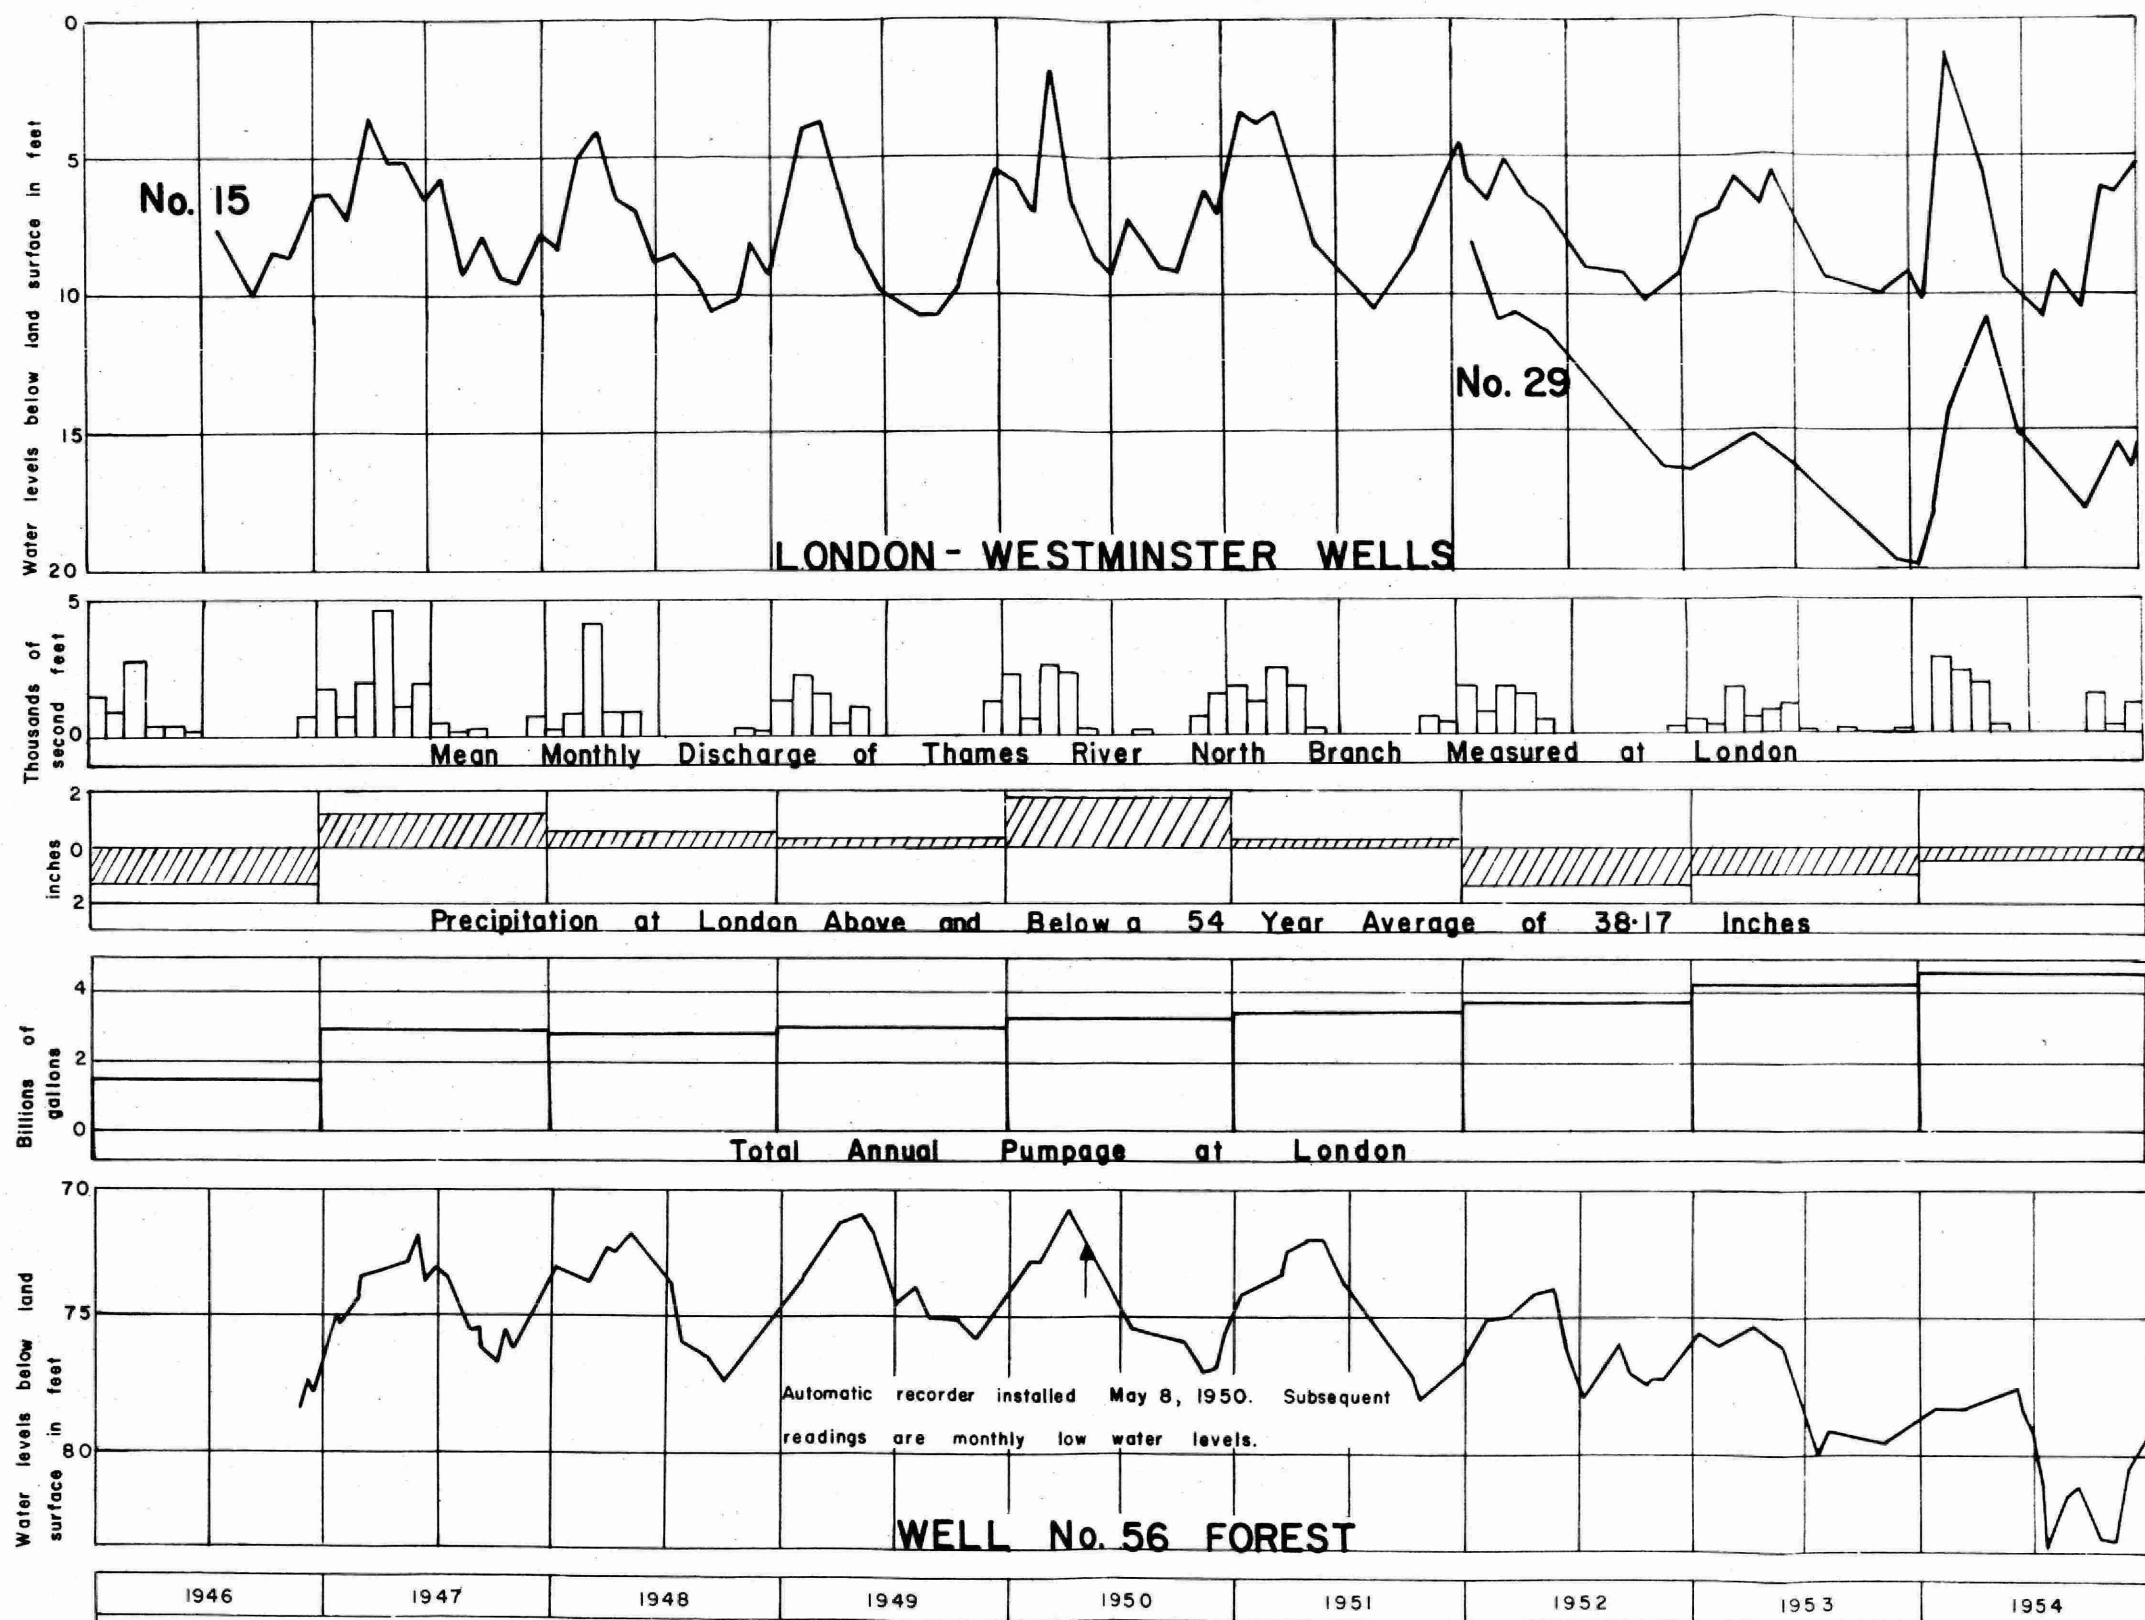 0
5
10
15
20
Water levels below land surface in feet
No. 15
No. 29
LONDON - WESTMINSTER WELLS
5
0
Thousands of
second feet
Mean Monthly Discharge of Thames River North Branch Measured at London
2
0
2
inches
Precipitation at London Above and Below a 54 Year Average of 38·17 Inches
4
2
0
Billions of
gallons
Total Annual Pumpage at London
70
75
80
Water levels below land
surface in feet
Automatic recorder installed May 8, 1950. Subsequent
readings are monthly low water levels.
WELL No. 56 FOREST
1946 1947 1948 1949 1950 1951 1952 1953 1954